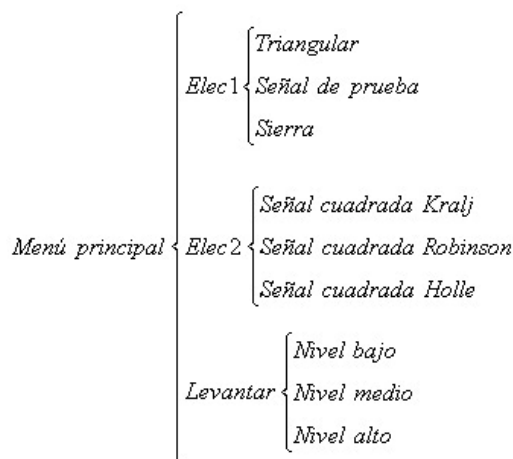 Triangular
Elec1 Señal de prueba
Sierra
Señal cuadrada Kralj
Menú principal Elec2 Señal cuadrada Robinson
Señal cuadrada Holle
Nivel bajo
Levantar Nivel medio
Nivel alto